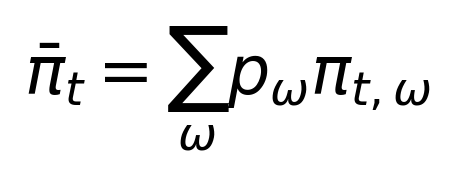 π̄_t = ∑_ω p_ω π_{t, ω}